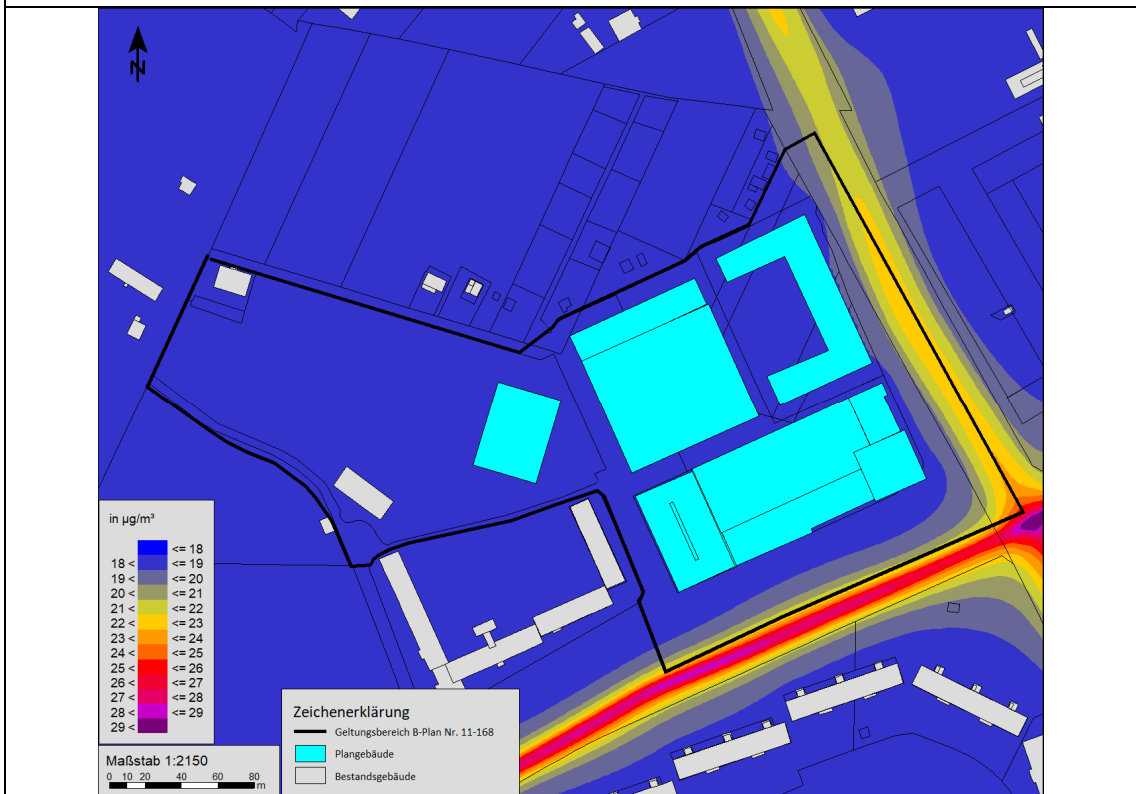 N
in µg/m³
<= 18
18 < <= 19
19 < <= 20
20 < <= 21
21 < <= 22
22 < <= 23
23 < <= 24
24 < <= 25
25 < <= 26
26 < <= 27
27 < <= 28
28 < <= 29
29 <
Maßstab 1:2150
0 10 20 40 60 80 m
Zeichenerklärung
Geltungsbereich B-Plan Nr. 11-168
Plangebäude
Bestandsgebäude